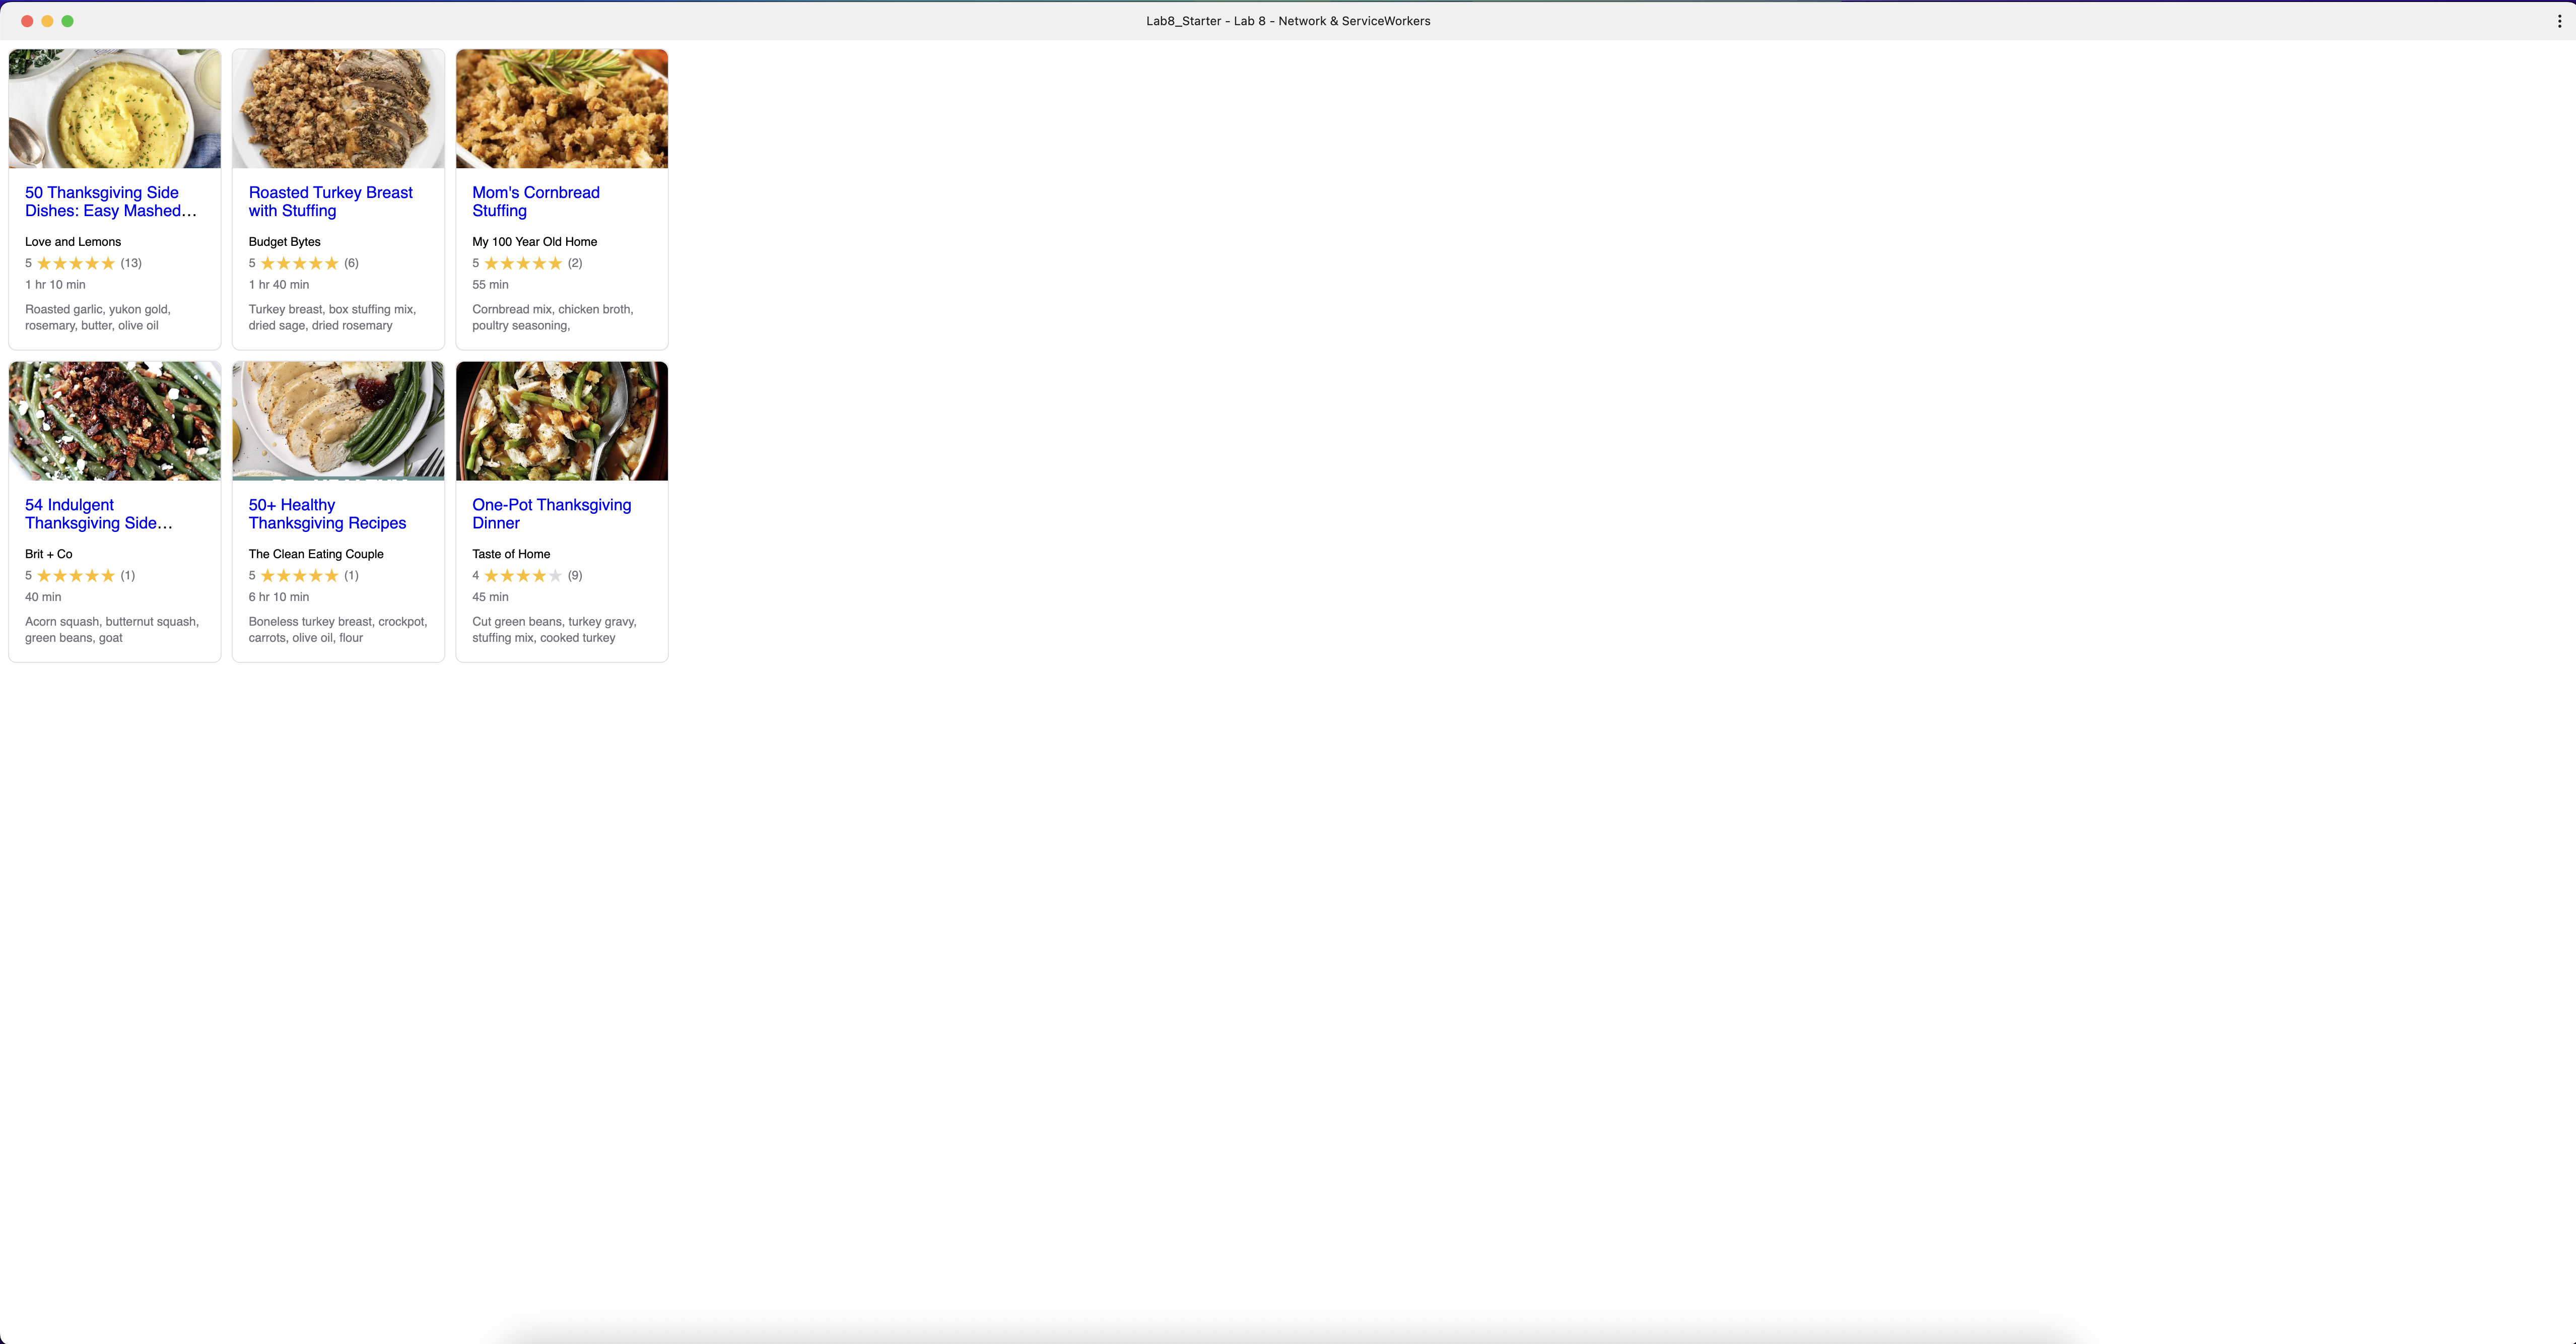 Lab8_Starter - Lab 8 - Network & ServiceWorkers
50 Thanksgiving Side
Dishes: Easy Mashed...
Love and Lemons
5 ★★★★★ (13)
1 hr 10 min
Roasted garlic, yukon gold,
rosemary, butter, olive oil
Roasted Turkey Breast
with Stuffing
Budget Bytes
5 ★★★★★ (6)
1 hr 40 min
Turkey breast, box stuffing mix,
dried sage, dried rosemary
Mom's Cornbread
Stuffing
My 100 Year Old Home
5 ★★★★★ (2)
55 min
Cornbread mix, chicken broth,
poultry seasoning,
54 Indulgent
Thanksgiving Side...
Brit + Co
5 ★★★★★ (1)
40 min
Acorn squash, butternut squash,
green beans, goat
50+ Healthy
Thanksgiving Recipes
The Clean Eating Couple
5 ★★★★★ (1)
6 hr 10 min
Boneless turkey breast, crockpot,
carrots, olive oil, flour
One-Pot Thanksgiving
Dinner
Taste of Home
4 ★★★★★ (9)
45 min
Cut green beans, turkey gravy,
stuffing mix, cooked turkey